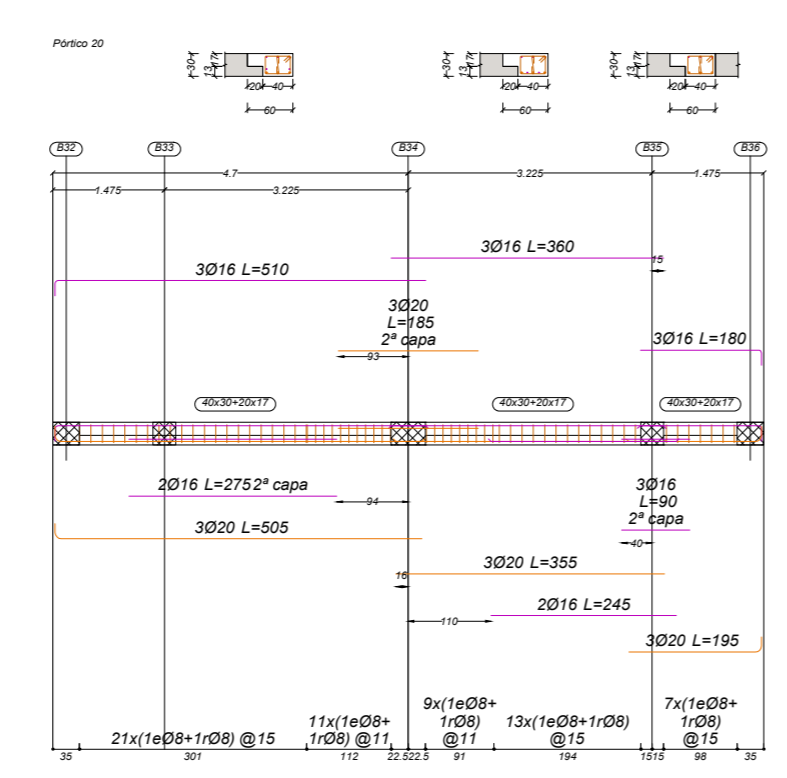 Pórtico 20
30
13
17
20
40
60
30
13
17
20
40
60
30
13
17
20
40
60
B32
B33
B34
B35
B36
4.7
3.225
1.475
1.475
3.225
3Ø16 L=360
15
3Ø16 L=510
3Ø20
L=185
2ª capa
93
3Ø16 L=180
40x30+20x17
40x30+20x17
40x30+20x17
2Ø16 L=275 2ª capa
94
3Ø16
L=90
2ª capa
40
3Ø20 L=505
3Ø20 L=355
16
2Ø16 L=245
110
3Ø20 L=195
21x(1eØ8+1rØ8) @15
11x(1eØ8+
1rØ8) @11
9x(1eØ8+
1rØ8)
@11
13x(1eØ8+1rØ8)
@15
7x(1eØ8+
1rØ8)
@15
35
301
112
22.5
22.5
91
194
15
15
98
35